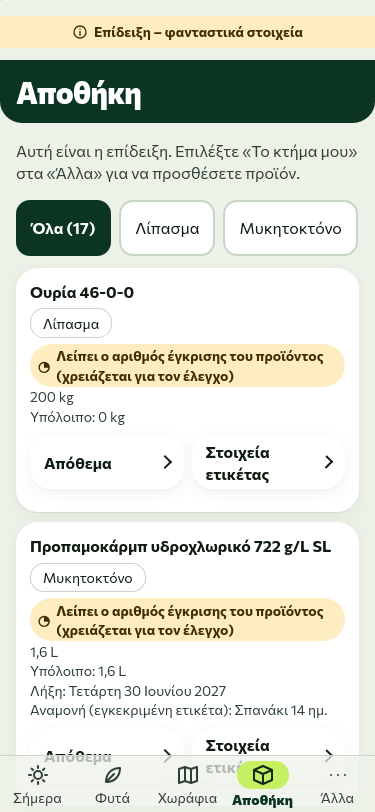 Επίδειξη – φανταστικά στοιχεία
Αποθήκη
Αυτή είναι η επίδειξη. Επιλέξτε «Το κτήμα μου»
στα «Άλλα» για να προσθέσετε προϊόν.
Όλα (17)
Λίπασμα
Μυκητοκτόνο
Ουρία 46-0-0
Λίπασμα
Λείπει ο αριθμός έγκρισης του προϊόντος
(χρειάζεται για τον έλεγχο)
200 kg
Υπόλοιπο: 0 kg
Απόθεμα
Στοιχεία
ετικέτας
Προπαμοκάρμπ υδροχλωρικό 722 g/L SL
Μυκητοκτόνο
Λείπει ο αριθμός έγκρισης του προϊόντος
(χρειάζεται για τον έλεγχο)
1,6 L
Υπόλοιπο: 1,6 L
Λήξη: Τετάρτη 30 Ιουνίου 2027
Αναμονή (εγκεκριμένη ετικέτα): Σπανάκι 14 ημ.
Απόθεμα
Στοιχεία
Σήμερα
Φυτά
Χωράφια
Αποθήκη
Άλλα